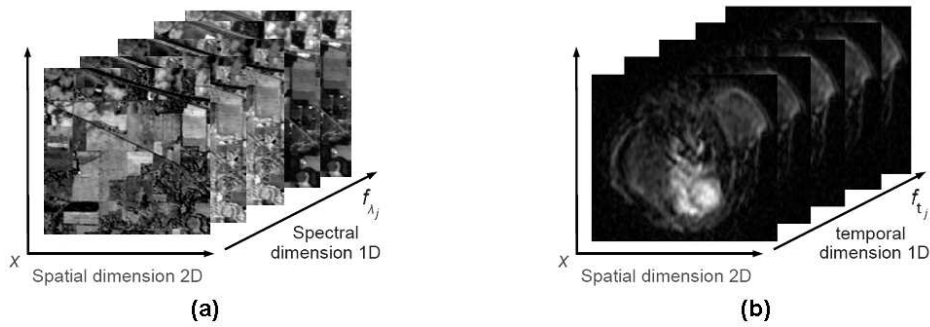 f λj
Spectral
dimension 1D
x
Spatial dimension 2D
(a)
f tj
temporal
dimension 1D
x
Spatial dimension 2D
(b)